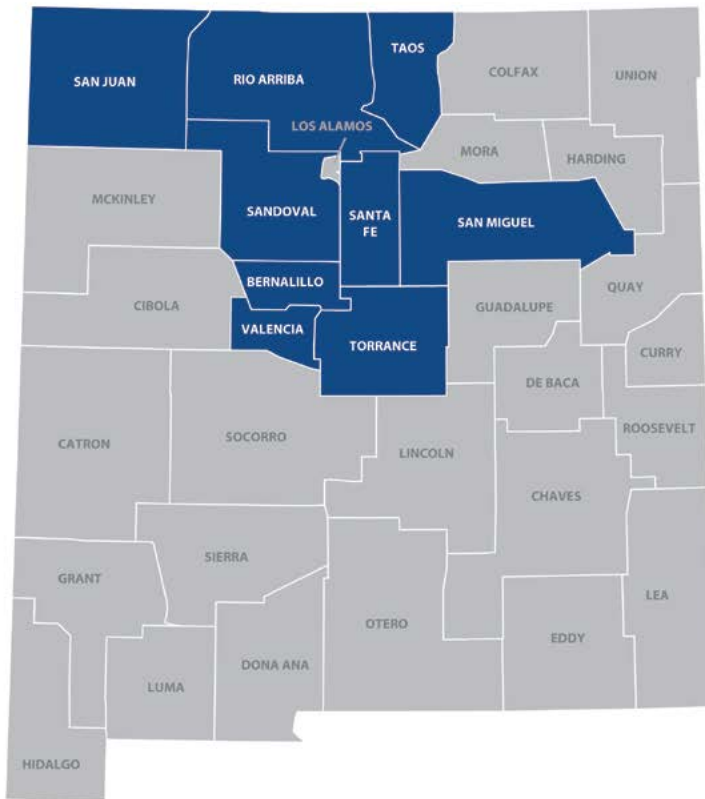 TAOS
SAN JUAN
RIO ARRIBA
COLFAX
UNION
LOS ALAMOS
MORA
HARDING
MCKINLEY
SANDOVAL
SANTA
FE
SAN MIGUEL
BERNALILLO
QUAY
CIBOLA
GUADALUPE
VALENCIA
TORRANCE
CURRY
DE BACA
ROOSEVELT
SOCORRO
CATRON
LINCOLN
CHAVES
SIERRA
GRANT
LEA
OTERO
EDDY
DONA ANA
LUMA
HIDALGO